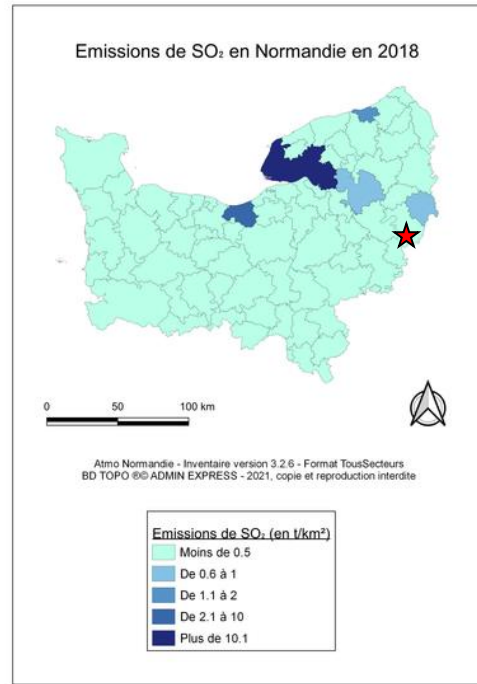 Emissions de SO₂ en Normandie en 2018
0 50 100 km
Atmo Normandie - Inventaire version 3.2.6 - Format TousSecteurs
BD TOPO ®© ADMIN EXPRESS - 2021, copie et reproduction interdite
Emissions de SO₂ (en t/km²)
Moins de 0.5
De 0.6 à 1
De 1.1 à 2
De 2.1 à 10
Plus de 10.1